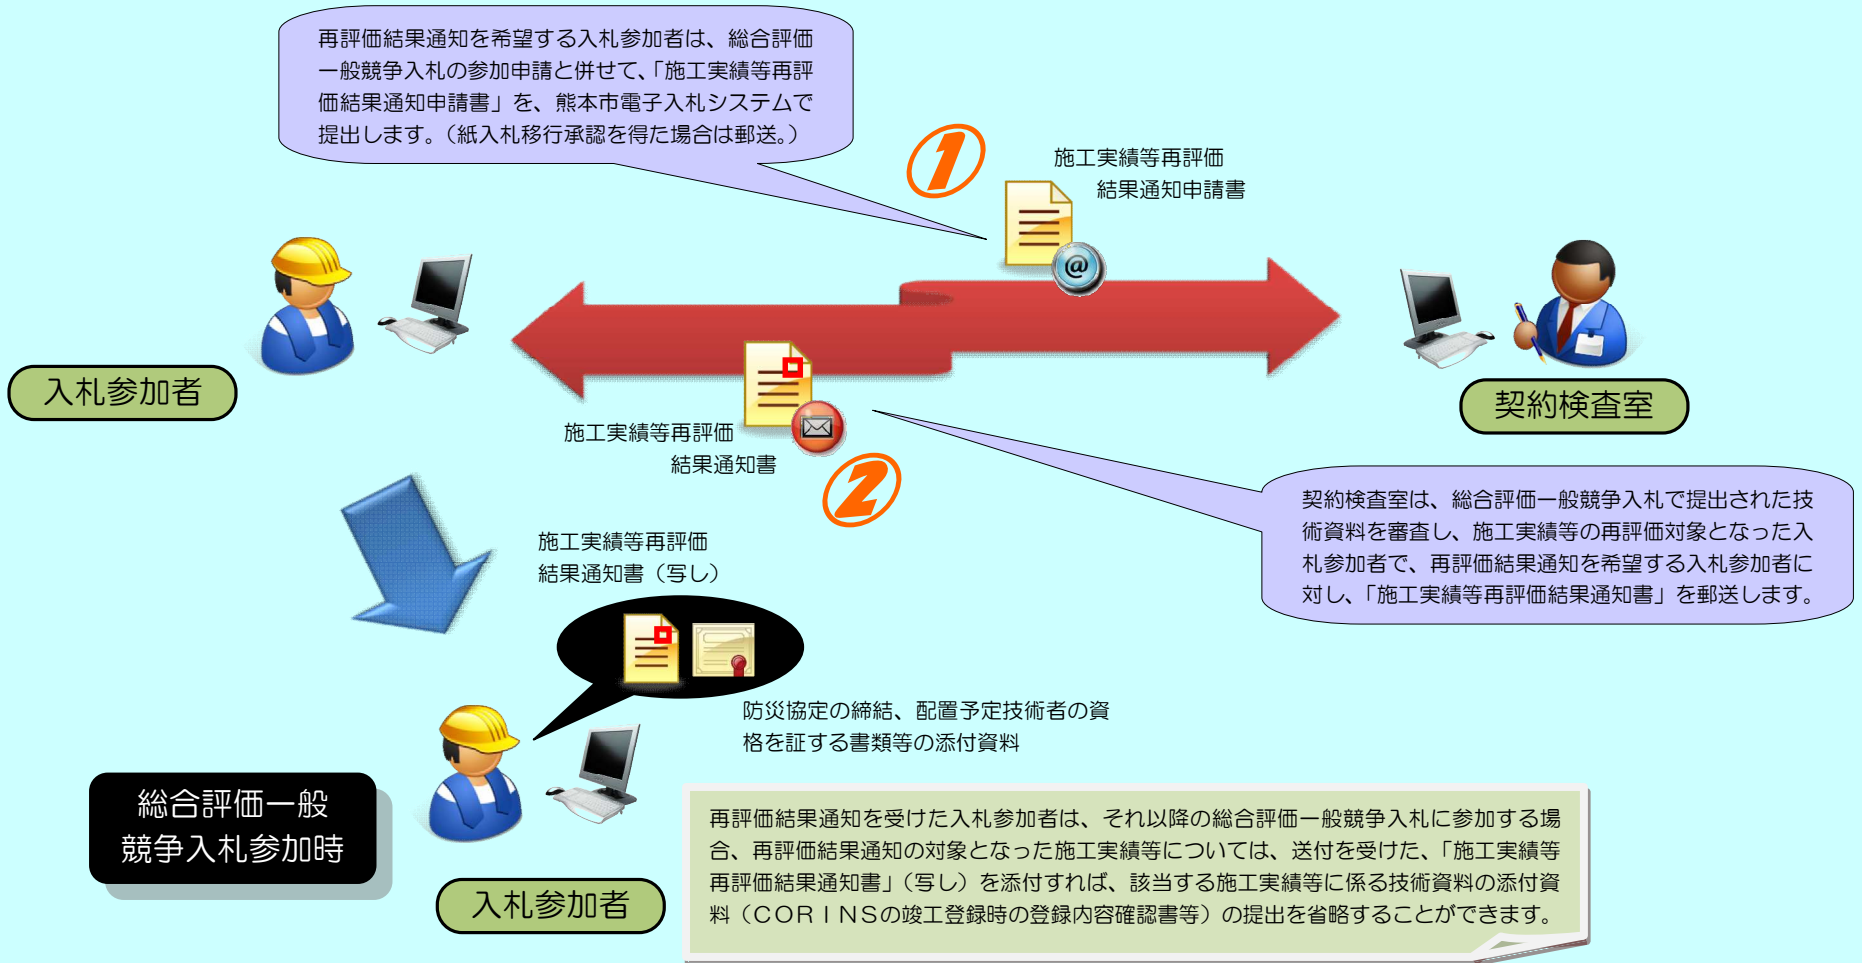 再評価結果通知を希望する入札参加者は、総合評価
一般競争入札の参加申請と併せて、「施工実績等再評
価結果通知申請書」を、熊本市電子入札システムで
提出します。（紙入札移行承認を得た場合は郵送。）
1
施工実績等再評価
結果通知申請書
@
入札参加者
契約検査室
施工実績等再評価
結果通知書
2
契約検査室は、総合評価一般競争入札で提出された技
術資料を審査し、施工実績等の再評価対象となった入
札参加者で、再評価結果通知を希望する入札参加者に
対し、「施工実績等再評価結果通知書」を郵送します。
施工実績等再評価
結果通知書（写し）
防災協定の締結、配置予定技術者の資
格を証する書類等の添付資料
総合評価一般
競争入札参加時
入札参加者
再評価結果通知を受けた入札参加者は、それ以降の総合評価一般競争入札に参加する場
合、再評価結果通知の対象となった施工実績等については、送付を受けた、「施工実績等
再評価結果通知書」（写し）を添付すれば、該当する施工実績等に係る技術資料の添付資
料（ＣＯＲＩＮＳの竣工登録時の登録内容確認書等）の提出を省略することができます。